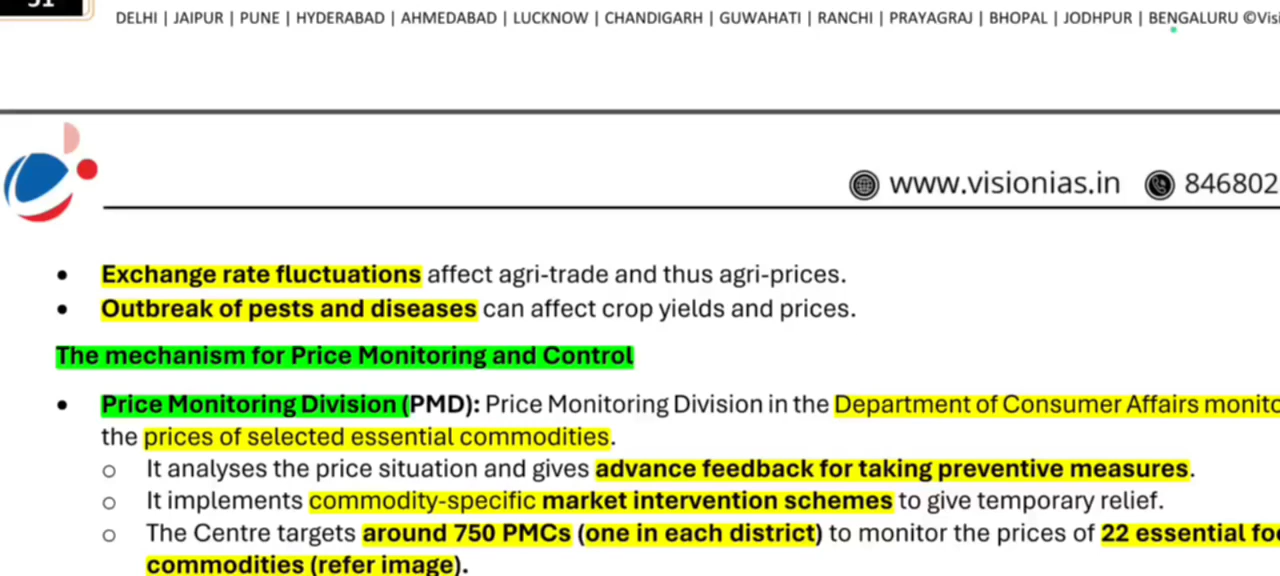 51
DELHI | JAIPUR | PUNE | HYDERABAD | AHMEDABAD | LUCKNOW | CHANDIGARH | GUWAHATI | RANCHI | PRAYAGRAJ | BHOPAL | JODHPUR | BENGALURU ©Visi
www.visionias.in 846802
• Exchange rate fluctuations affect agri-trade and thus agri-prices.
• Outbreak of pests and diseases can affect crop yields and prices.
The mechanism for Price Monitoring and Control
• Price Monitoring Division (PMD): Price Monitoring Division in the Department of Consumer Affairs monito
the prices of selected essential commodities.
o It analyses the price situation and gives advance feedback for taking preventive measures.
o It implements commodity-specific market intervention schemes to give temporary relief.
o The Centre targets around 750 PMCs (one in each district) to monitor the prices of 22 essential fo
commodities (refer image).